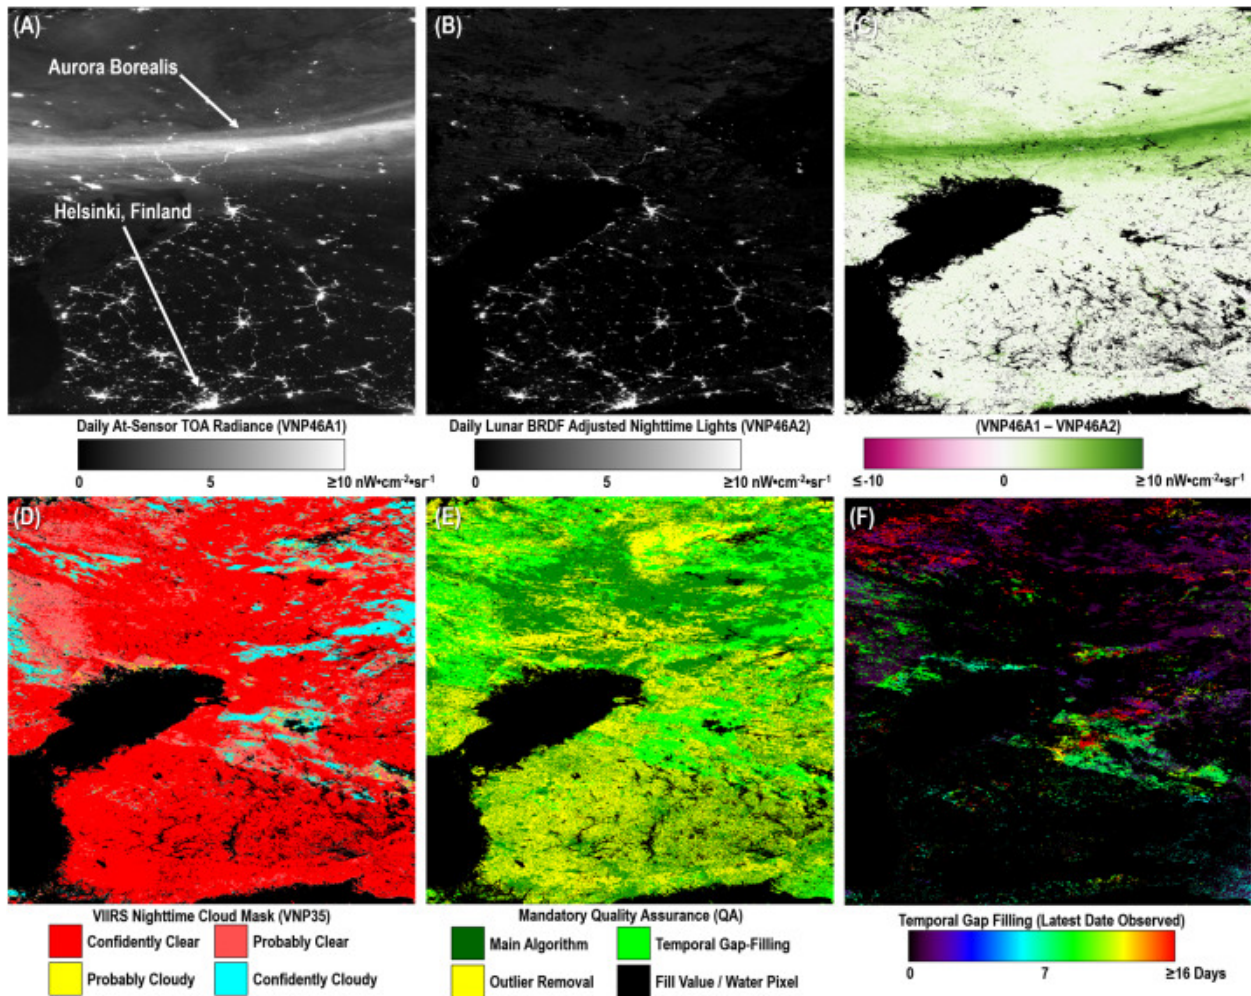 (A)
Aurora Borealis
Helsinki, Finland
Daily At-Sensor TOA Radiance (VNP46A1)
0 5 ≥10 nW•cm-2•sr-1
(B)
Daily Lunar BRDF Adjusted Nighttime Lights (VNP46A2)
0 5 ≥10 nW•cm-2•sr-1
(C)
(VNP46A1 – VNP46A2)
≤-10 0 ≥10 nW•cm-2•sr-1
(D)
VIIRS Nighttime Cloud Mask (VNP35)
Confidently Clear Probably Clear
Probably Cloudy Confidently Cloudy
(E)
Mandatory Quality Assurance (QA)
Main Algorithm Temporal Gap-Filling
Outlier Removal Fill Value / Water Pixel
(F)
Temporal Gap Filling (Latest Date Observed)
0 7 ≥16 Days